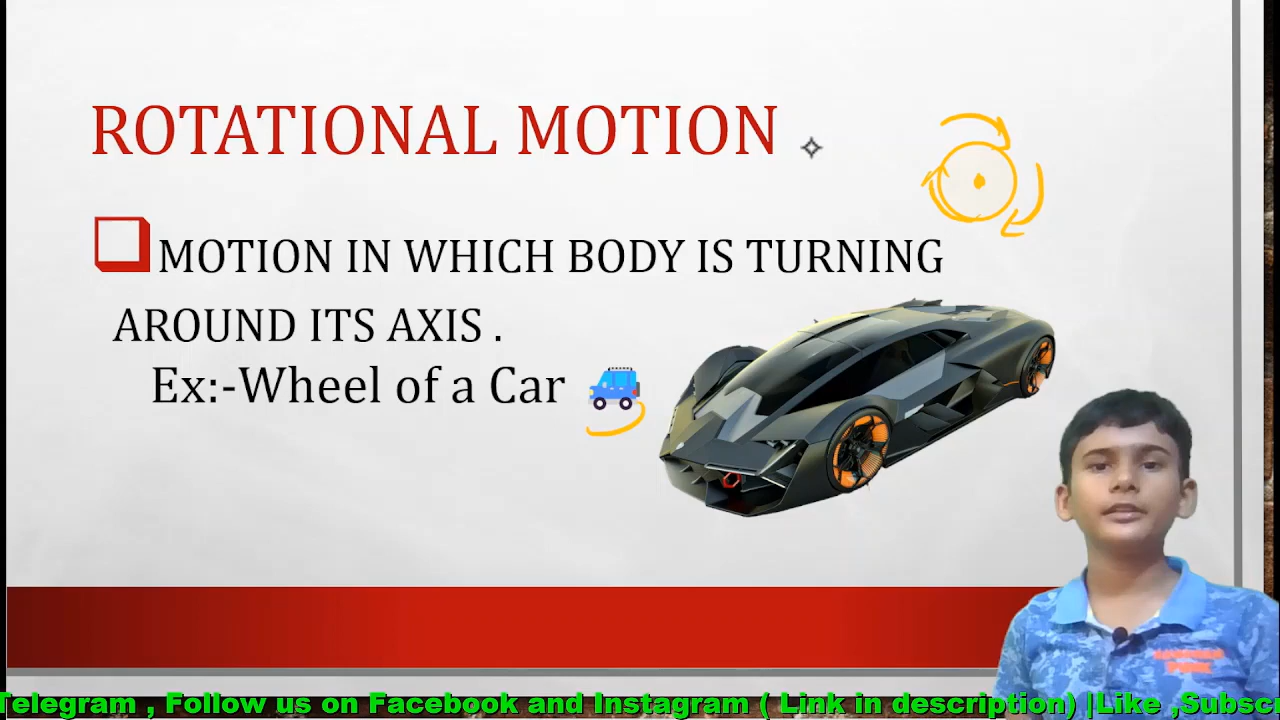 ROTATIONAL MOTION
MOTION IN WHICH BODY IS TURNING
AROUND ITS AXIS .
Ex:-Wheel of a Car
Telegram , Follow us on Facebook and Instagram ( Link in description) |Like ,Subsc